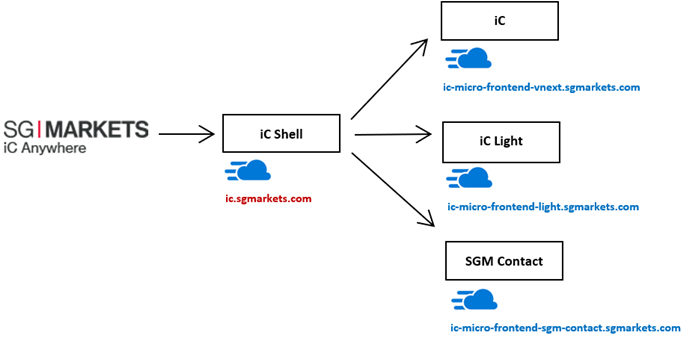 SG|MARKETS
iC Anywhere
iC Shell
ic.sgmarkets.com
iC
ic-micro-frontend-vnext.sgmarkets.com
iC Light
ic-micro-frontend-light.sgmarkets.com
SGM Contact
ic-micro-frontend-sgm-contact.sgmarkets.com